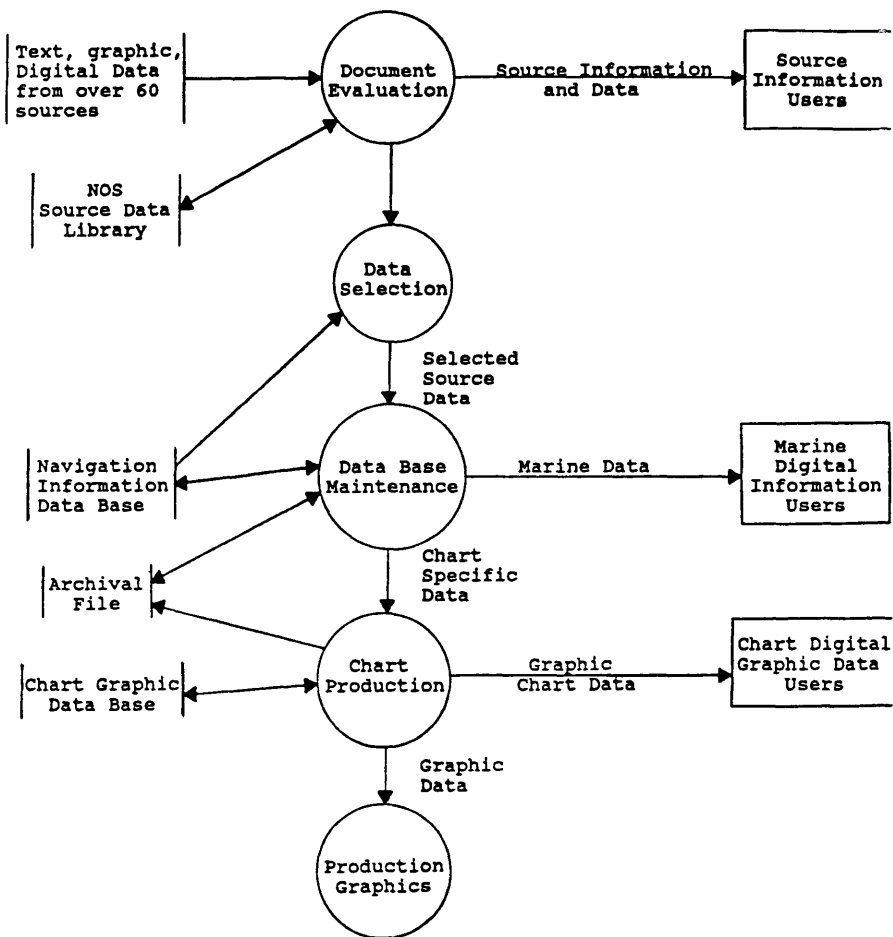 Text, graphic,
Digital Data
from over 60
sources
Document
Evaluation
Source Information
and Data
Source
Information
Users
NOS
Source Data
Library
Data
Selection
Selected
Source
Data
Navigation
Information
Data Base
Data Base
Maintenance
Marine Data
Marine
Digital
Information
Users
Archival
File
Chart
Specific
Data
Chart Graphic
Data Base
Chart
Production
Graphic
Chart Data
Chart Digital
Graphic Data
Users
Graphic
Data
Production
Graphics